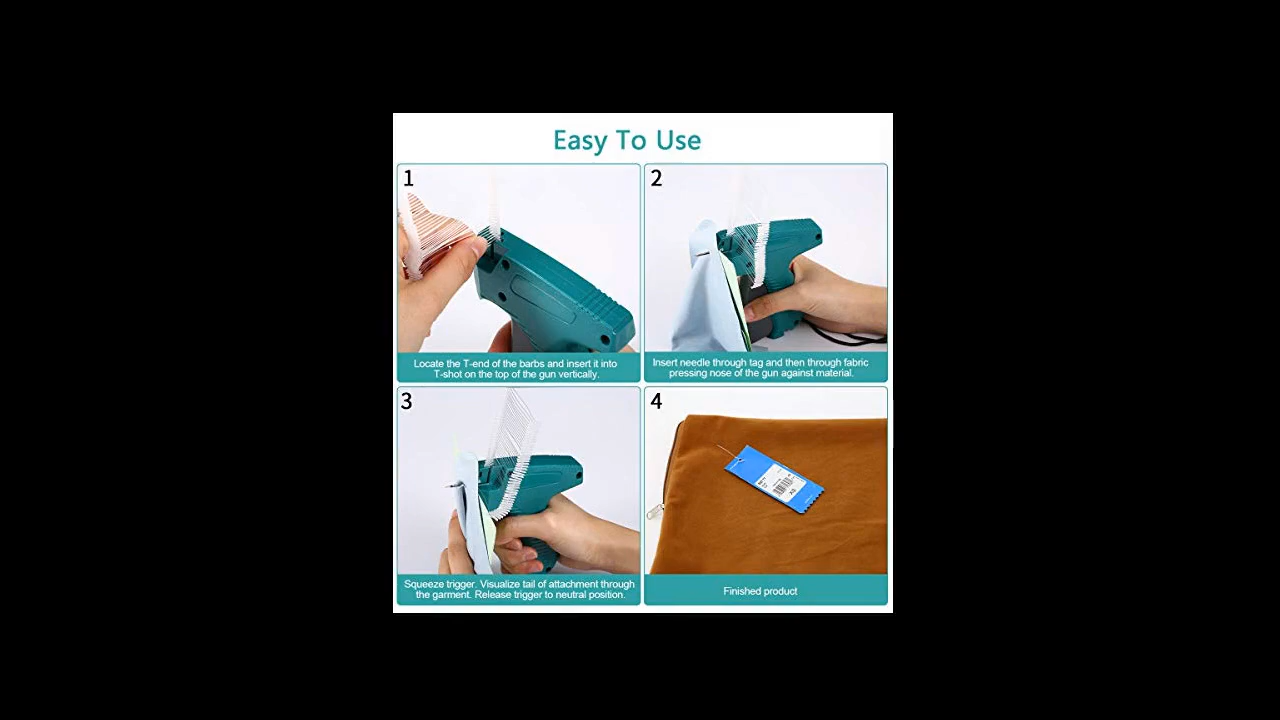 Easy To Use
1
Locate the T-end of the barbs and insert it into
T-shot on the top of the gun vertically.
2
Insert needle through tag and then through fabric
pressing nose of the gun against material.
3
Squeeze trigger. Visualize tail of attachment through
the garment. Release trigger to neutral position.
4
XS
Finished product